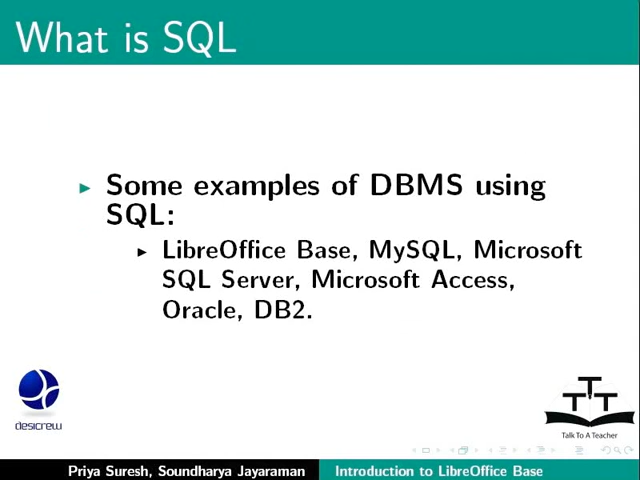 What is SQL
Some examples of DBMS using
SQL:
LibreOffice Base, MySQL, Microsoft
SQL Server, Microsoft Access,
Oracle, DB2.
desicrew
TTT
Talk To A Teacher
Priya Suresh, Soundharya Jayaraman
Introduction to LibreOffice Base